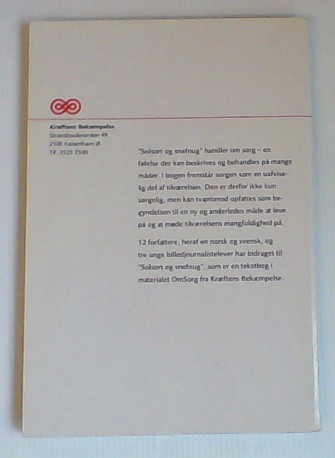 Kræftens Bekæmpelse
Strandboulevarden 49
2100 København Ø
Tlf. 3525 7500
"Solsort og snefnug" handler om sorg – en
følelse der kan beskrives og behandles på mange
måder. I bogen fremstår sorgen som en uafvise-
lig del af tilværelsen. Den er derfor ikke kun
sørgelig, men kan tværtimod opfattes som be-
gyndelsen til en ny og anderledes måde at leve
på og at møde tilværelsens mangfoldighed på.
12 forfattere, heraf en norsk og svensk, og
tre unge billedjournalistelever har bidraget til
"Solsort og snefnug", som er en tekstbog i
materialet OmSorg fra Kræftens Bekæmpelse.